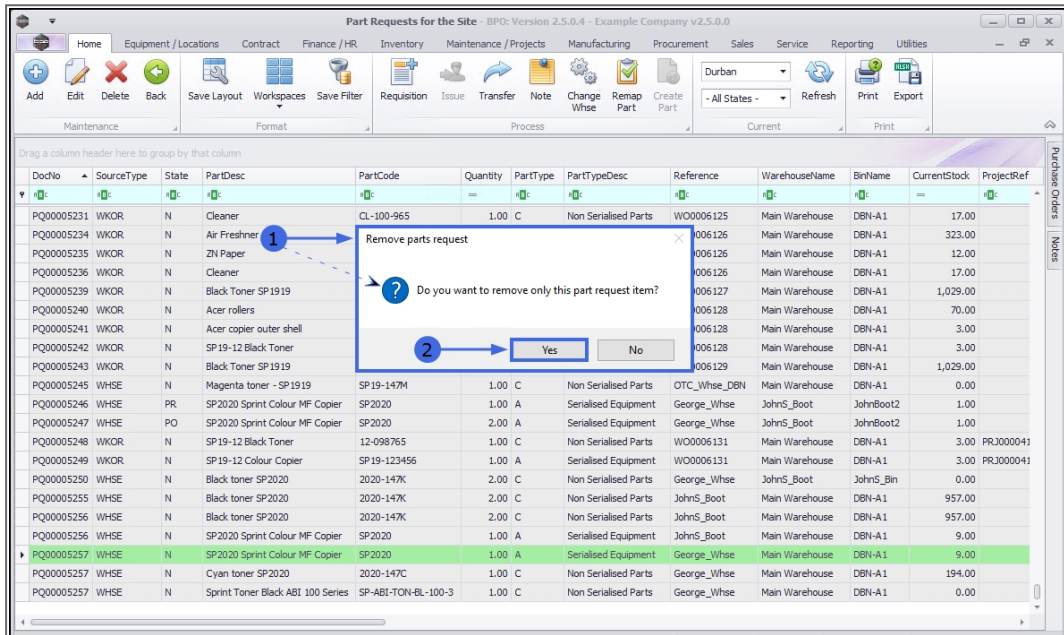 Part Requests for the Site - BPO: Version 2.5.0.4 - Example Company v2.5.0.0
Home Equipment / Locations Contract Finance / HR Inventory Maintenance / Projects Manufacturing Procurement Sales Service Reporting Utilities
Add Edit Delete Back Save Layout Workspaces Save Filter Requisition Issue Transfer Note Change Whse Remap Part Create Part Durban - All States - Refresh Print Export
Maintenance Format Process Current Print
Drag a column header here to group by that column
DocNo SourceType State PartDesc PartCode Quantity PartType PartTypeDesc Reference WarehouseName BinName CurrentStock ProjectRef
PQ00005231 WKOR N Cleaner CL-100-965 1.00 C Non Serialised Parts WO0006125 Main Warehouse DBN-A1 17.00
PQ00005234 WKOR N Air Freshner 0006126 Main Warehouse DBN-A1 323.00
PQ00005235 WKOR N ZN Paper 0006126 Main Warehouse DBN-A1 12.00
PQ00005236 WKOR N Cleaner 0006126 Main Warehouse DBN-A1 17.00
PQ00005239 WKOR N Black Toner SP1919 0006127 Main Warehouse DBN-A1 1,029.00
PQ00005240 WKOR N Acer rollers 0006128 Main Warehouse DBN-A1 70.00
PQ00005241 WKOR N Acer copier outer shell 0006128 Main Warehouse DBN-A1 3.00
PQ00005242 WKOR N SP19-12 Black Toner 0006128 Main Warehouse DBN-A1 3.00
PQ00005243 WKOR N Black Toner SP1919 0006129 Main Warehouse DBN-A1 1,029.00
PQ00005245 WHSE N Magenta toner - SP1919 SP19-147M 1.00 C Non Serialised Parts OTC_Whse_DBN Main Warehouse DBN-A1 0.00
PQ00005246 WHSE PR SP2020 Sprint Colour MF Copier SP2020 1.00 A Serialised Equipment George_Whse JohnS_Boot JohnBoot2 1.00
PQ00005247 WHSE PO SP2020 Sprint Colour MF Copier SP2020 2.00 A Serialised Equipment George_Whse JohnS_Boot JohnBoot2 1.00
PQ00005248 WKOR N SP19-12 Black Toner 12-098765 1.00 C Non Serialised Parts WO0006131 Main Warehouse DBN-A1 3.00 PRJ000041
PQ00005249 WKOR N SP19-12 Colour Copier SP19-123456 1.00 A Serialised Equipment WO0006131 Main Warehouse DBN-A1 3.00 PRJ000041
PQ00005250 WHSE N Black toner SP2020 2020-147K 2.00 C Non Serialised Parts George_Whse JohnS_Boot JohnS_Bin 0.00
PQ00005255 WHSE N Black toner SP2020 2020-147K 2.00 C Non Serialised Parts JohnS_Boot Main Warehouse DBN-A1 957.00
PQ00005256 WHSE N Black toner SP2020 2020-147K 2.00 C Non Serialised Parts JohnS_Boot Main Warehouse DBN-A1 957.00
PQ00005256 WHSE N SP2020 Sprint Colour MF Copier SP2020 1.00 A Serialised Equipment JohnS_Boot Main Warehouse DBN-A1 9.00
PQ00005257 WHSE N SP2020 Sprint Colour MF Copier SP2020 1.00 A Serialised Equipment George_Whse Main Warehouse DBN-A1 9.00
PQ00005257 WHSE N Cyan toner SP2020 2020-147C 1.00 C Non Serialised Parts George_Whse Main Warehouse DBN-A1 194.00
PQ00005257 WHSE N Sprint Toner Black ABI 100 Series SP-ABI-TON-BL-100-3 1.00 C Non Serialised Parts George_Whse Main Warehouse DBN-A1 0.00
1
Remove parts request
Do you want to remove only this part request item?
2
Yes No
Purchase Orders
Notes